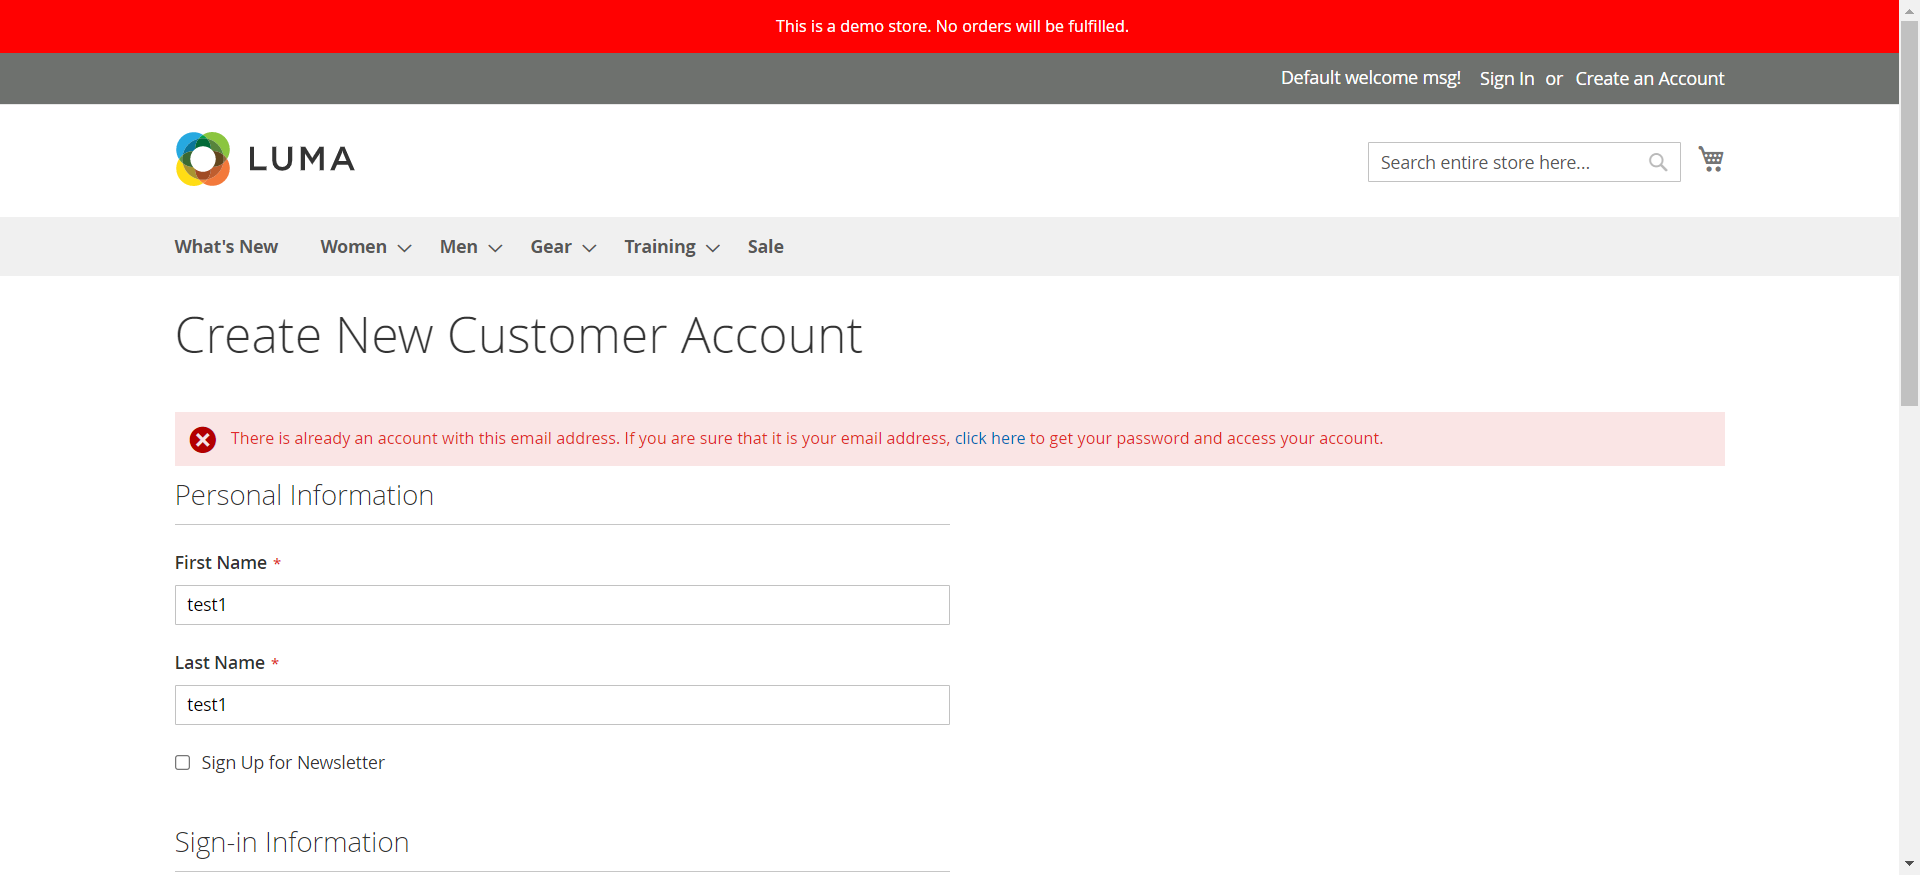 This is a demo store. No orders will be fulfilled.
Default welcome msg! Sign In or Create an Account
LUMA
Search entire store here...
What's New Women Men Gear Training Sale
Create New Customer Account
There is already an account with this email address. If you are sure that it is your email address, click here to get your password and access your account.
Personal Information
First Name *
test1
Last Name *
test1
Sign Up for Newsletter
Sign-in Information